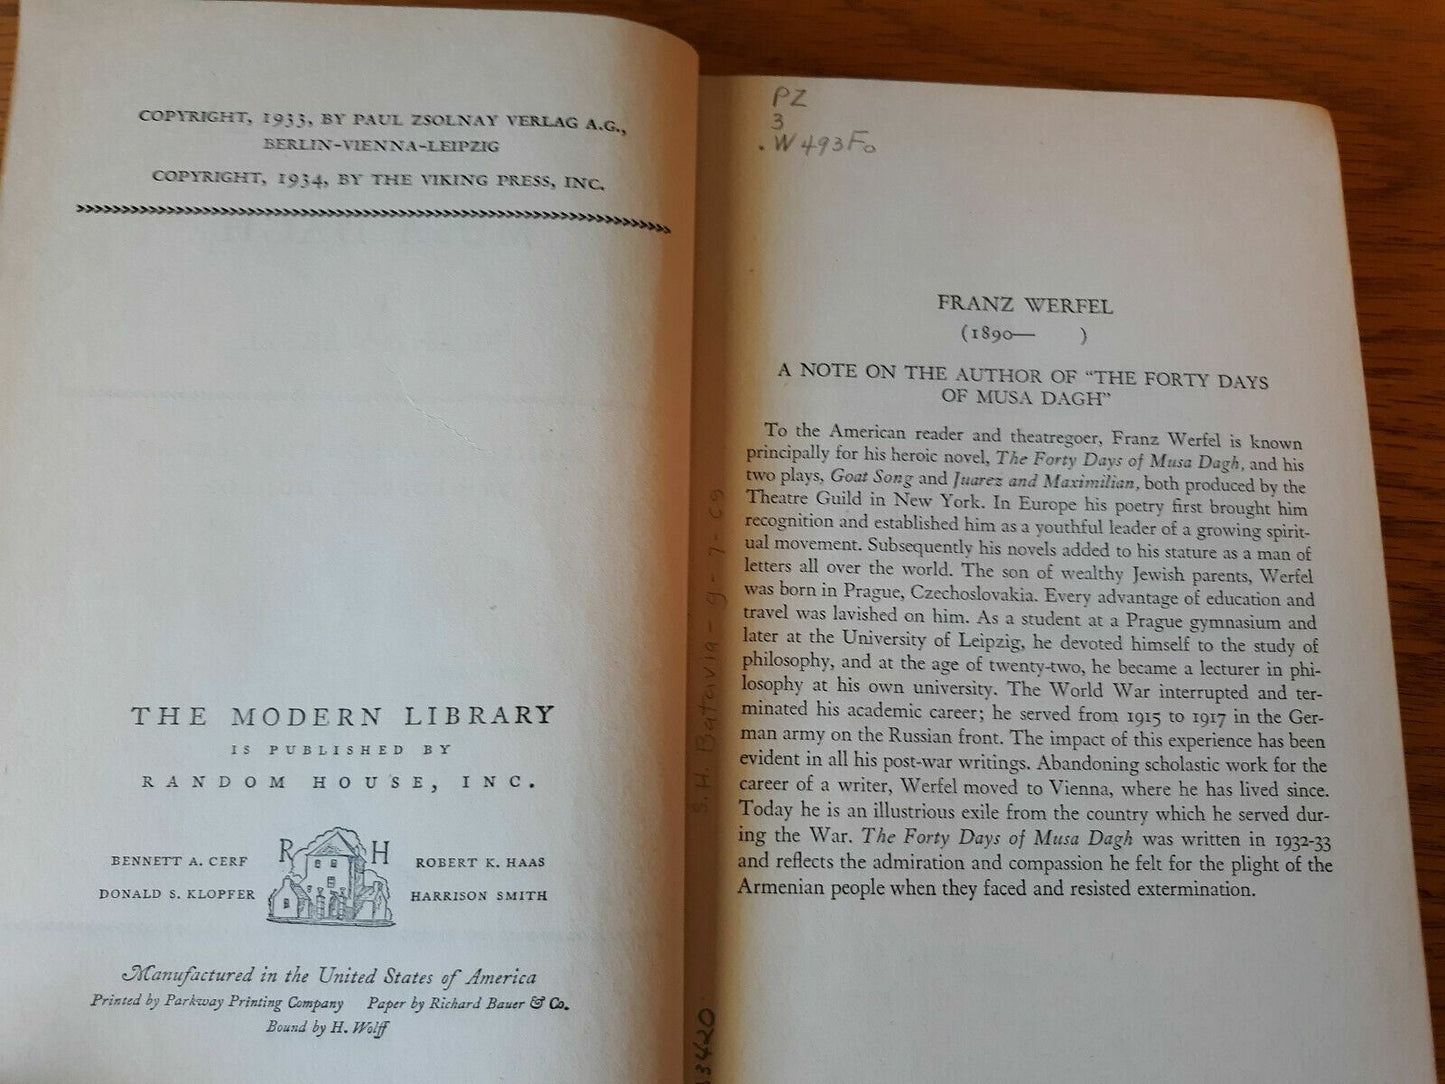 COPYRIGHT, 1933, BY PAUL ZSOLNAY VERLAG A.G.,
BERLIN-VIENNA-LEIPZIG
COPYRIGHT, 1934, BY THE VIKING PRESS, INC.
THE MODERN LIBRARY
IS PUBLISHED BY
RANDOM HOUSE, INC.
BENNETT A. CERF
DONALD S. KLOPFER
R H
ROBERT K. HAAS
HARRISON SMITH
Manufactured in the United States of America
Printed by Parkway Printing Company Paper by Richard Bauer & Co.
Bound by H. Wolff
PZ
3
.W493Fo
FRANZ WERFEL
(1890— )
A NOTE ON THE AUTHOR OF "THE FORTY DAYS
OF MUSA DAGH"
To the American reader and theatregoer, Franz Werfel is known
principally for his heroic novel, The Forty Days of Musa Dagh, and his
two plays, Goat Song and Juarez and Maximilian, both produced by the
Theatre Guild in New York. In Europe his poetry first brought him
recognition and established him as a youthful leader of a growing spirit-
ual movement. Subsequently his novels added to his stature as a man of
letters all over the world. The son of wealthy Jewish parents, Werfel
was born in Prague, Czechoslovakia. Every advantage of education and
travel was lavished on him. As a student at a Prague gymnasium and
later at the University of Leipzig, he devoted himself to the study of
philosophy, and at the age of twenty-two, he became a lecturer in phi-
losophy at his own university. The World War interrupted and ter-
minated his academic career; he served from 1915 to 1917 in the Ger-
man army on the Russian front. The impact of this experience has been
evident in all his post-war writings. Abandoning scholastic work for the
career of a writer, Werfel moved to Vienna, where he has lived since.
Today he is an illustrious exile from the country which he served dur-
ing the War. The Forty Days of Musa Dagh was written in 1932-33
and reflects the admiration and compassion he felt for the plight of the
Armenian people when they faced and resisted extermination.
S.H. Batavia - 9-7-
3420